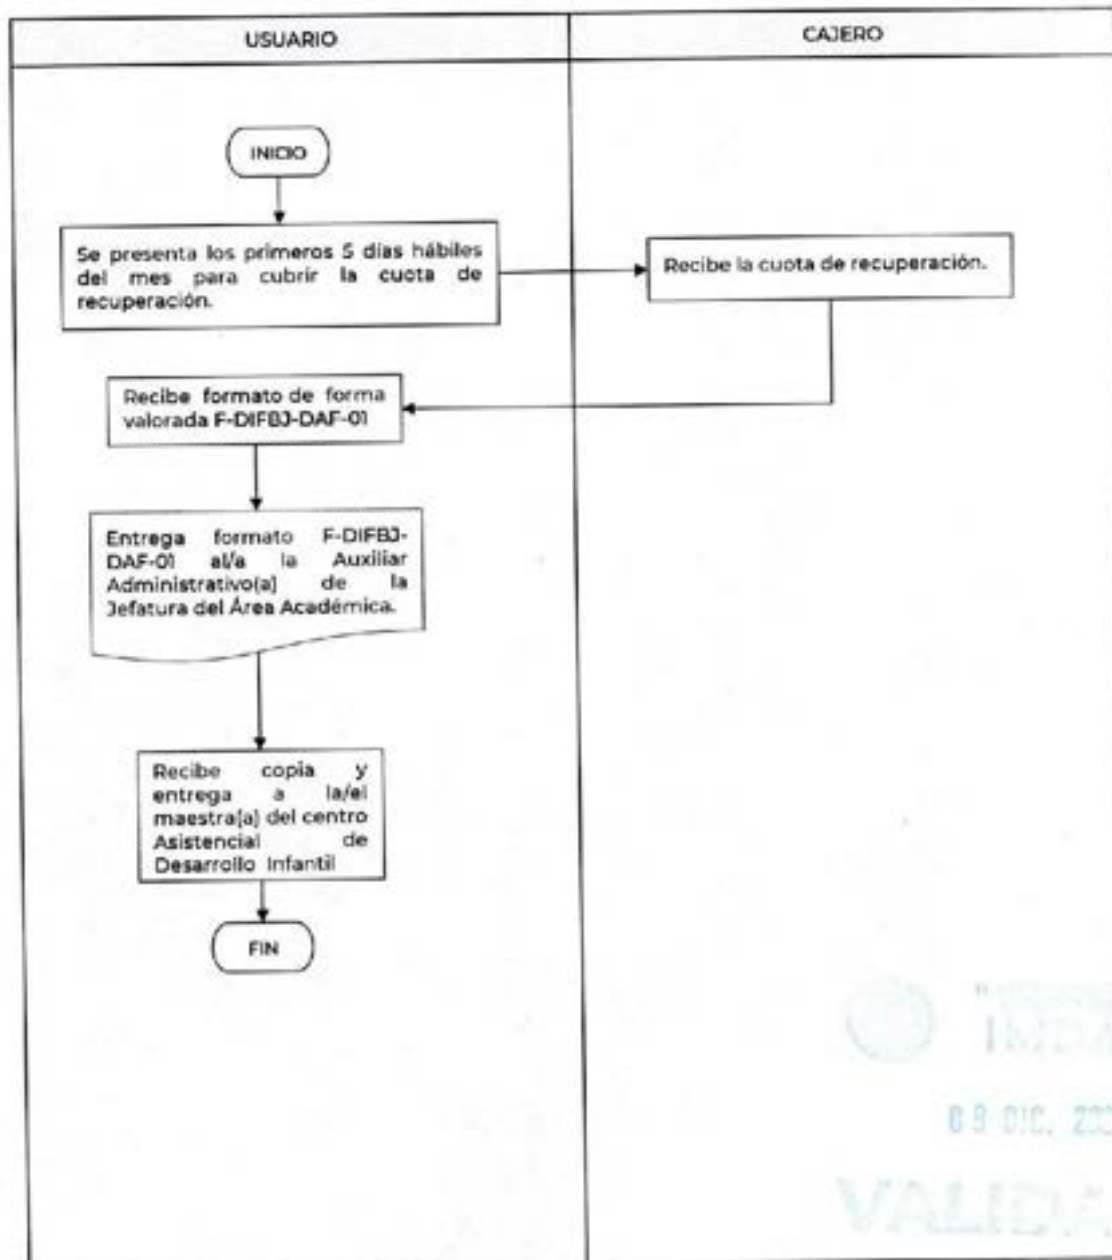 USUARIO
CAJERO
INICIO
Se presenta los primeros 5 días hábiles
del mes para cubrir la cuota de
recuperación.
Recibe la cuota de recuperación.
Recibe formato de forma
valorada F-DIFBJ-DAF-01
Entrega formato F-DIFBJ-
DAF-01 al/a la Auxiliar
Administrativo(a) de la
Jefatura del Área Académica.
Recibe copia y
entrega a la/el
maestra(a) del centro
Asistencial de
Desarrollo Infantil
FIN
09 DIC.